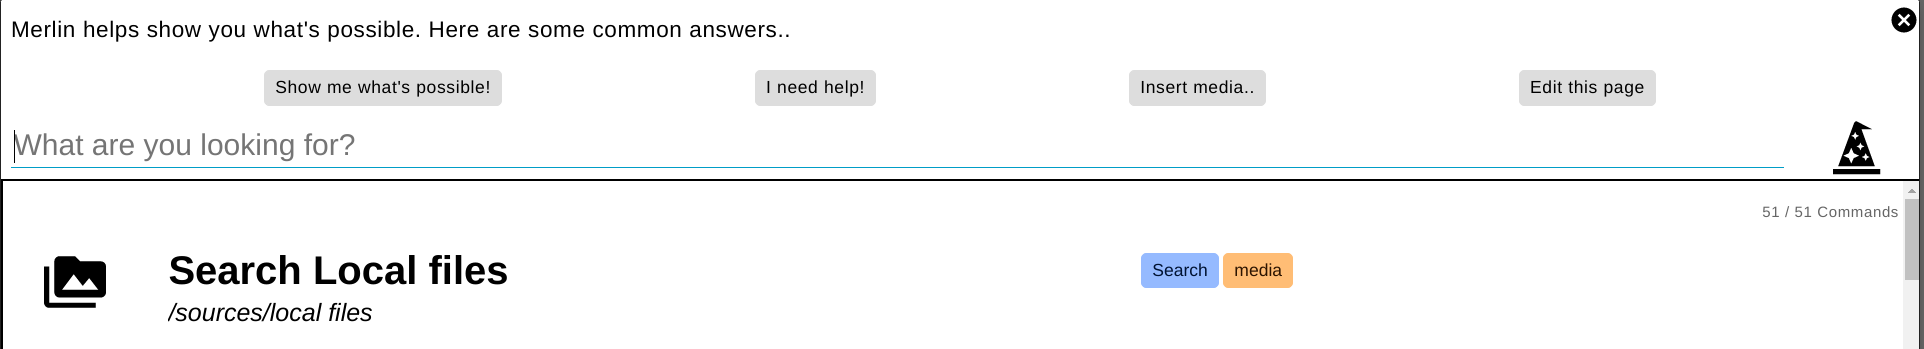 Merlin helps show you what's possible. Here are some common answers..
Show me what's possible! I need help! Insert media.. Edit this page
What are you looking for?
51 / 51 Commands
Search Local files Search media
/sources/local files